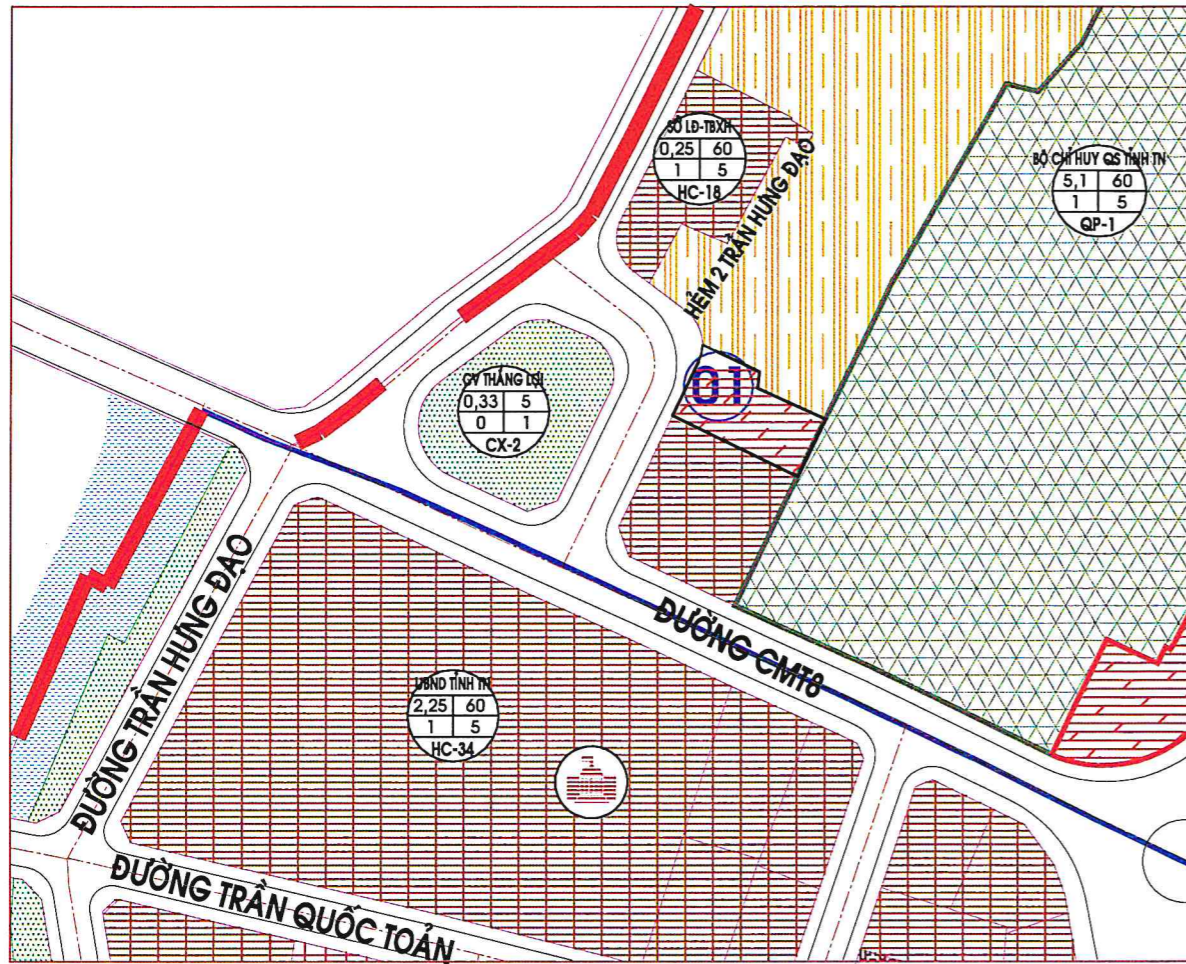 SỞ LĐ-TBXH
0,25 60
1 5
HC-18
BỘ CHỈ HUY QS TỈNH TN
5,1 60
1 5
QP-1
HẺM 2 TRẦN HƯNG ĐẠO
01
CV THẮNG LỢI
0,33 5
0 1
CX-2
ĐƯỜNG TRẦN HƯNG ĐẠO
ĐƯỜNG CMT8
UBND TỈNH TN
2,25 60
1 5
HC-34
ĐƯỜNG TRẦN QUỐC TOẢN